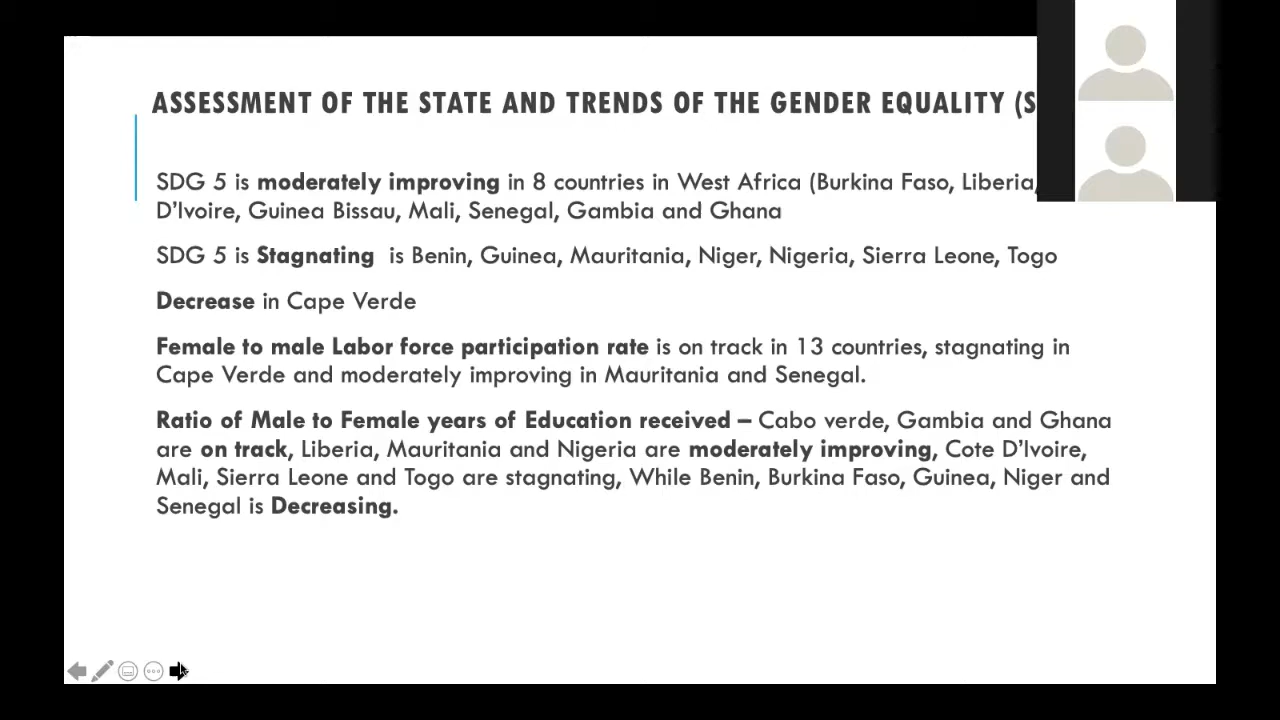 ASSESSMENT OF THE STATE AND TRENDS OF THE GENDER EQUALITY (S
SDG 5 is moderately improving in 8 countries in West Africa (Burkina Faso, Liberia,
D’Ivoire, Guinea Bissau, Mali, Senegal, Gambia and Ghana
SDG 5 is Stagnating is Benin, Guinea, Mauritania, Niger, Nigeria, Sierra Leone, Togo
Decrease in Cape Verde
Female to male Labor force participation rate is on track in 13 countries, stagnating in
Cape Verde and moderately improving in Mauritania and Senegal.
Ratio of Male to Female years of Education received – Cabo verde, Gambia and Ghana
are on track, Liberia, Mauritania and Nigeria are moderately improving, Cote D’Ivoire,
Mali, Sierra Leone and Togo are stagnating, While Benin, Burkina Faso, Guinea, Niger and
Senegal is Decreasing.